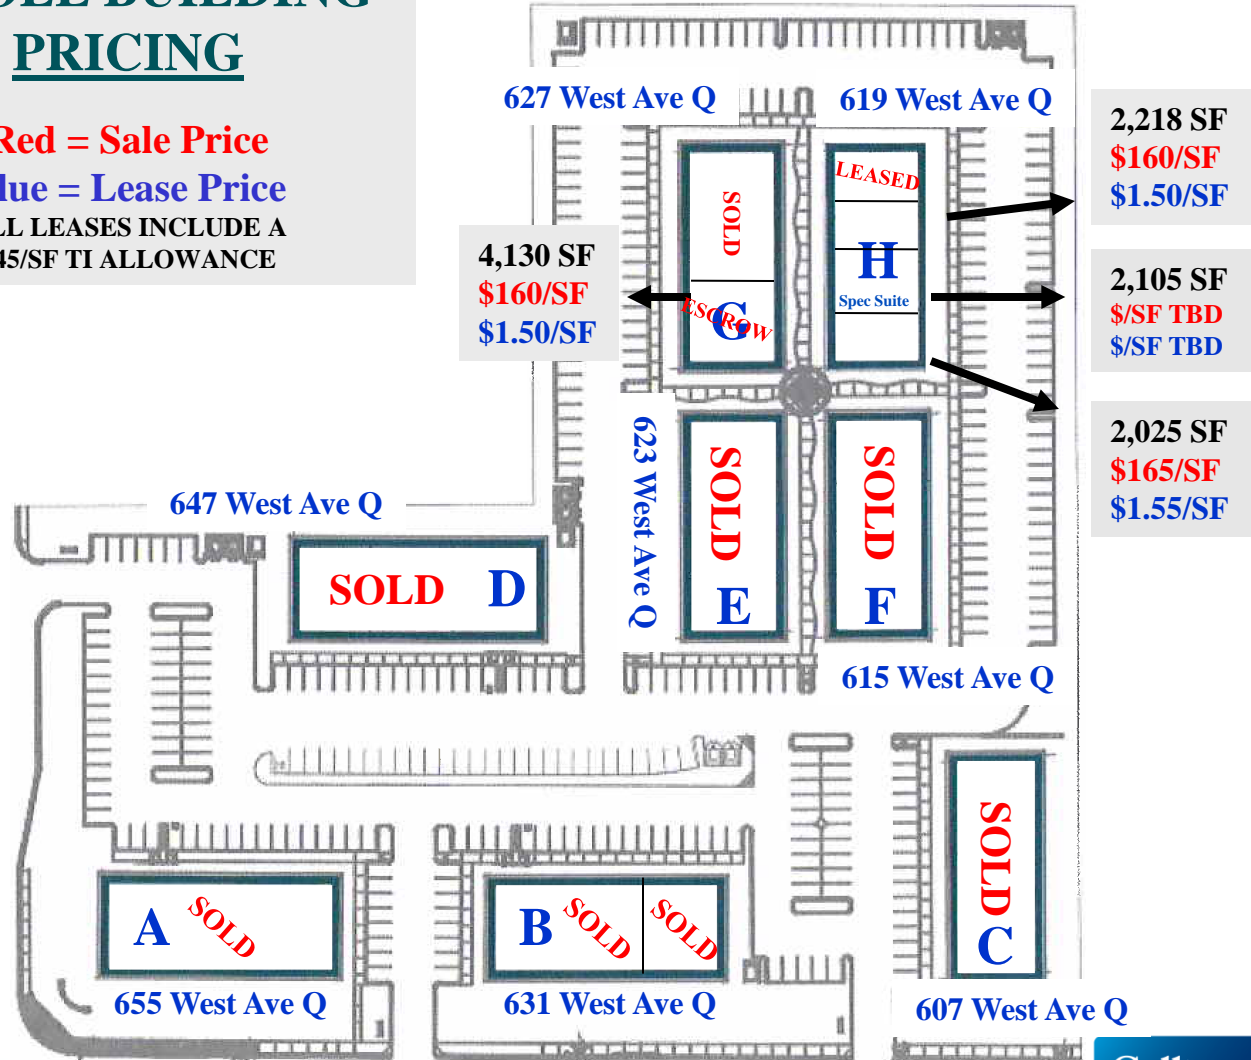 PRICING
Red = Sale Price
lue = Lease Price
LL LEASES INCLUDE A
45/SF TI ALLOWANCE
627 West Ave Q
619 West Ave Q
2,218 SF
$160/SF
$1.50/SF
LEASED
SOLD
H
Spec Suite
4,130 SF
$160/SF
$1.50/SF
ESCROW
G
2,105 SF
$/SF TBD
$/SF TBD
2,025 SF
$165/SF
$1.55/SF
623 West Ave Q
SOLD
E
SOLD
F
647 West Ave Q
SOLD D
615 West Ave Q
SOLD
C
A SOLD
B SOLD SOLD
655 West Ave Q
631 West Ave Q
607 West Ave Q